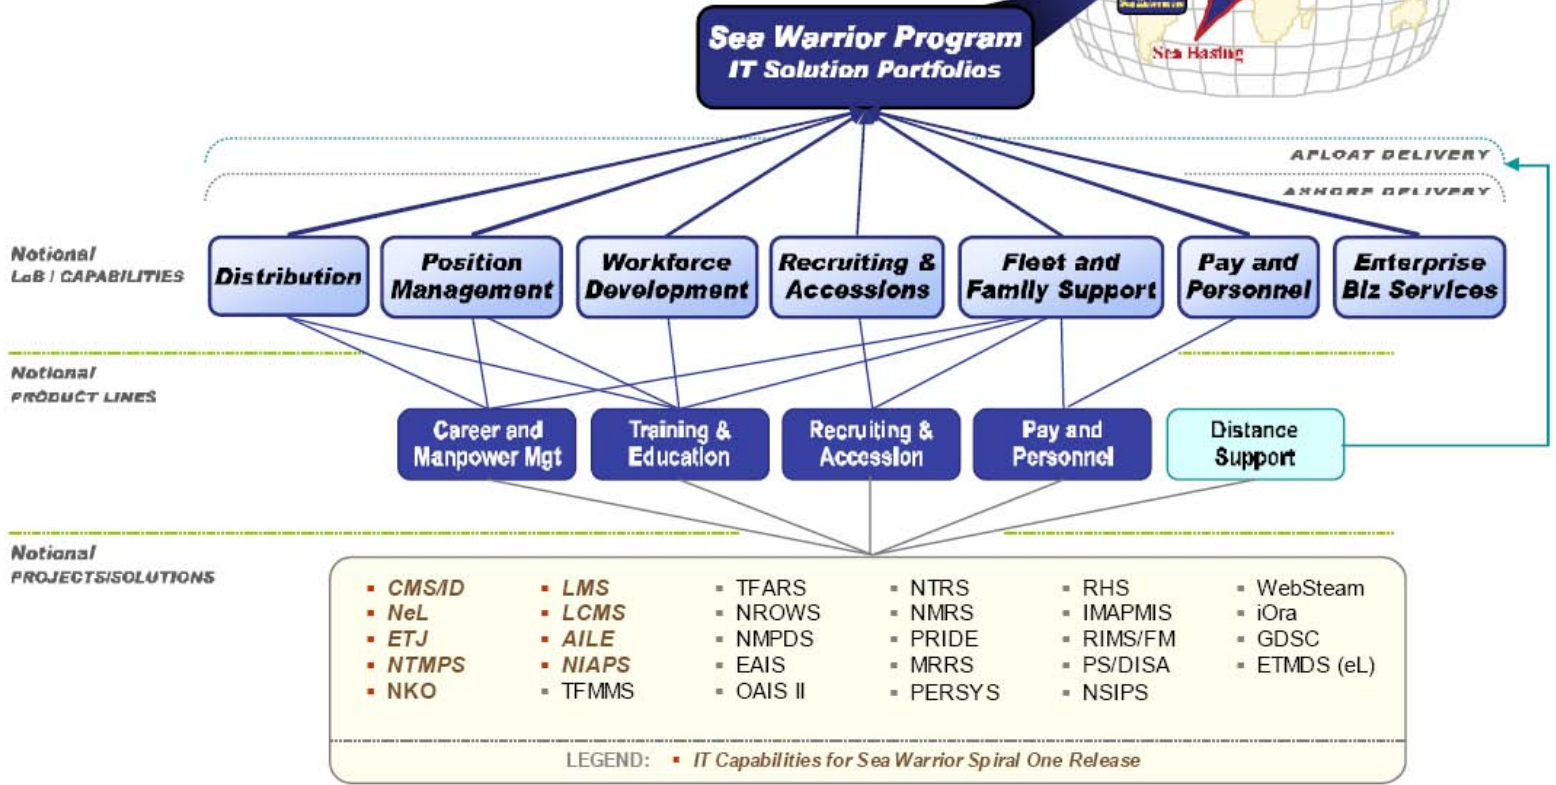 Sea Warrior Program
IT Solution Portfolios
Sea Basing
AFLOAT DELIVERY
ASHORE DELIVERY
Notional
LoB / CAPABILITIES
Distribution
Position
Management
Workforce
Development
Recruiting &
Accessions
Fleet and
Family Support
Pay and
Personnel
Enterprise
Biz Services
Notional
PRODUCT LINES
Career and
Manpower Mgt
Training &
Education
Recruiting &
Accession
Pay and
Personnel
Distance
Support
Notional
PROJECTS/SOLUTIONS
▪ CMS/ID
▪ NeL
▪ ETJ
▪ NTMPS
▪ NKO
▪ LMS
▪ LCMS
▪ AILE
▪ NIAPS
▪ TFMMS
▪ TFARS
▪ NROWS
▪ NMPDS
▪ EAIS
▪ OAIS II
▪ NTRS
▪ NMRS
▪ PRIDE
▪ MRRS
▪ PERSYS
▪ RHS
▪ IMAPMIS
▪ RIMS/FM
▪ PS/DISA
▪ NSIPS
▪ WebSteam
▪ iOra
▪ GDSC
▪ ETMDS (eL)
LEGEND: ▪ IT Capabilities for Sea Warrior Spiral One Release